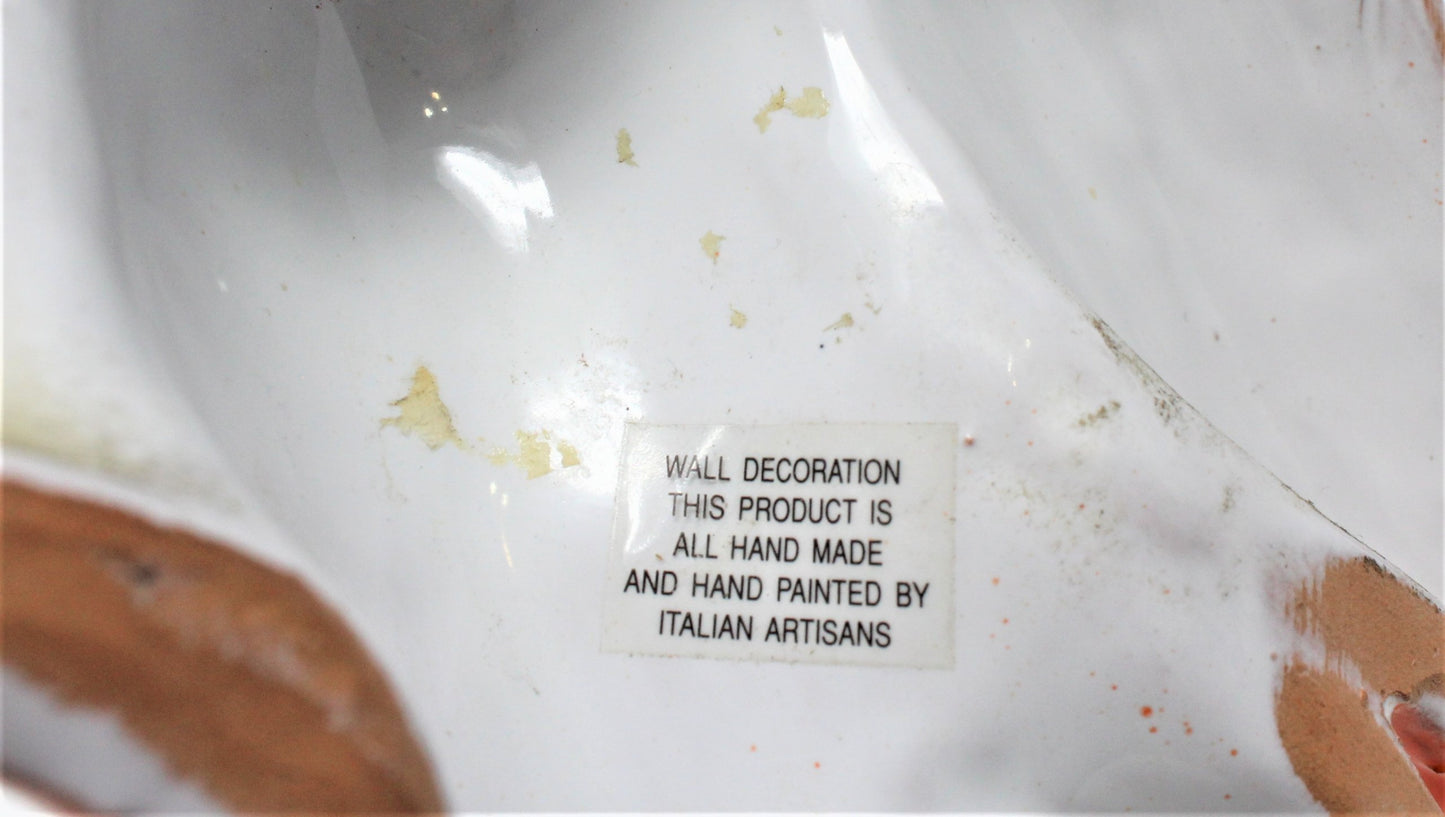 WALL DECORATION
THIS PRODUCT IS
ALL HAND MADE
AND HAND PAINTED BY
ITALIAN ARTISANS